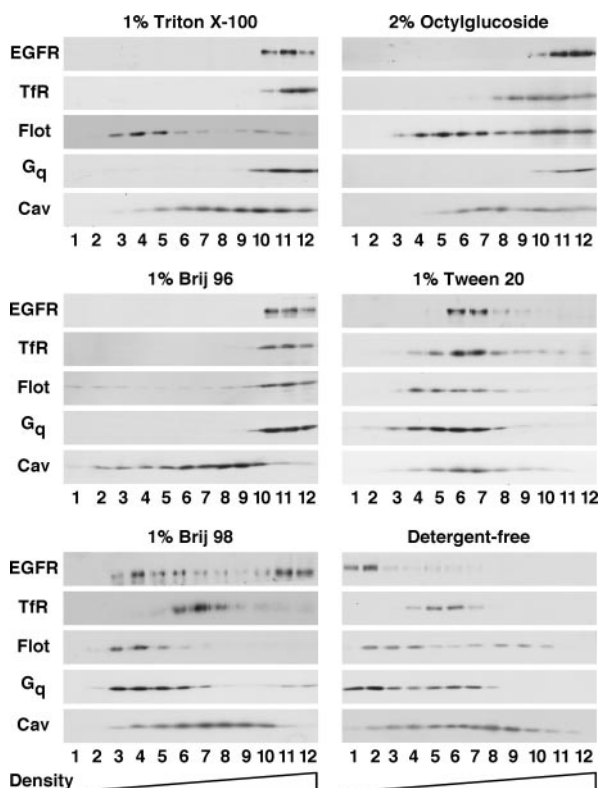 1% Triton X-100 2% Octylglucoside
EGFR
TfR
Flot
Gq
Cav
1 2 3 4 5 6 7 8 9 10 11 12 1 2 3 4 5 6 7 8 9 10 11 12
1% Brij 96 1% Tween 20
EGFR
TfR
Flot
Gq
Cav
1 2 3 4 5 6 7 8 9 10 11 12 1 2 3 4 5 6 7 8 9 10 11 12
1% Brij 98 Detergent-free
EGFR
TfR
Flot
Gq
Cav
1 2 3 4 5 6 7 8 9 10 11 12 1 2 3 4 5 6 7 8 9 10 11 12
Density